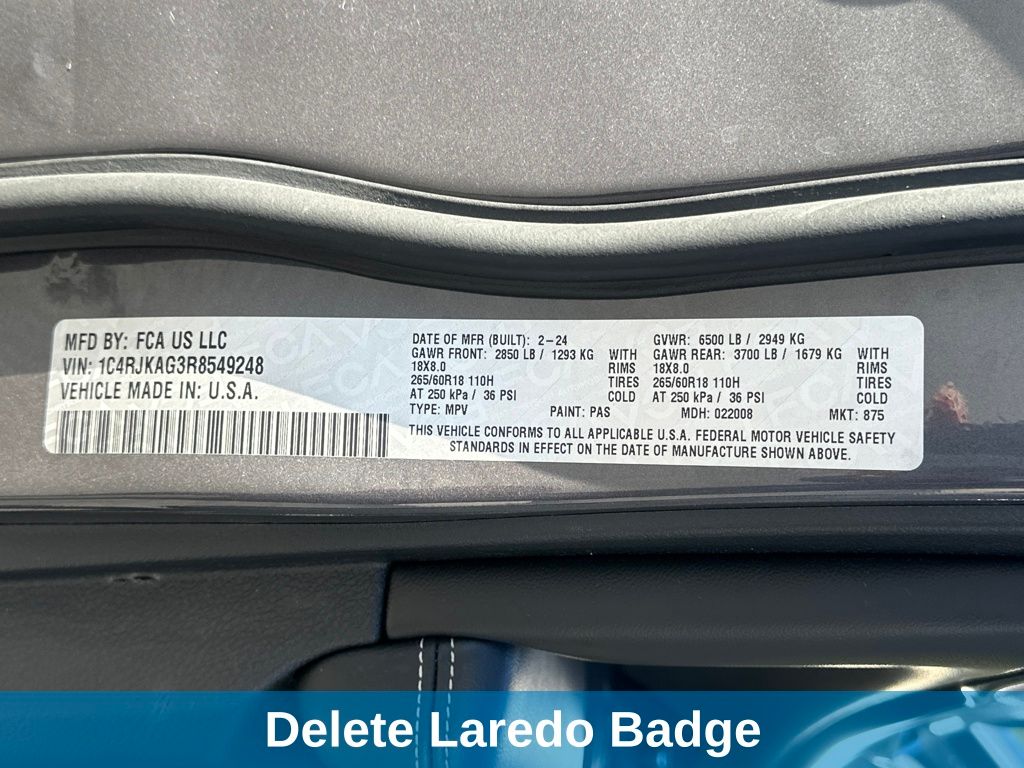 MFD BY: FCA US LLC
VIN: 1C4RJKAG3R8549248
VEHICLE MADE IN: U.S.A.
DATE OF MFR (BUILT): 2-24
GAWR FRONT: 2850 LB / 1293 KG WITH
18X8.0 RIMS
265/60R18 110H TIRES
AT 250 kPa / 36 PSI COLD
TYPE: MPV PAINT: PAS
GVWR: 6500 LB / 2949 KG
GAWR REAR: 3700 LB / 1679 KG WITH
18X8.0 RIMS
265/60R18 110H TIRES
AT 250 kPa / 36 PSI COLD
MDH: 022008 MKT: 875
THIS VEHICLE CONFORMS TO ALL APPLICABLE U.S.A. FEDERAL MOTOR VEHICLE SAFETY
STANDARDS IN EFFECT ON THE DATE OF MANUFACTURE SHOWN ABOVE.
Delete Laredo Badge